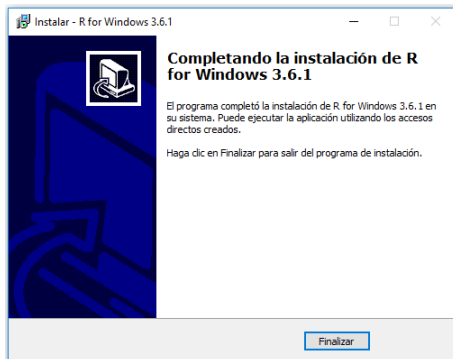 Instalar - R for Windows 3.6.1
Completando la instalación de R
for Windows 3.6.1
El programa completó la instalación de R for Windows 3.6.1 en
su sistema. Puede ejecutar la aplicación utilizando los accesos
directos creados.
Haga clic en Finalizar para salir del programa de instalación.
Finalizar